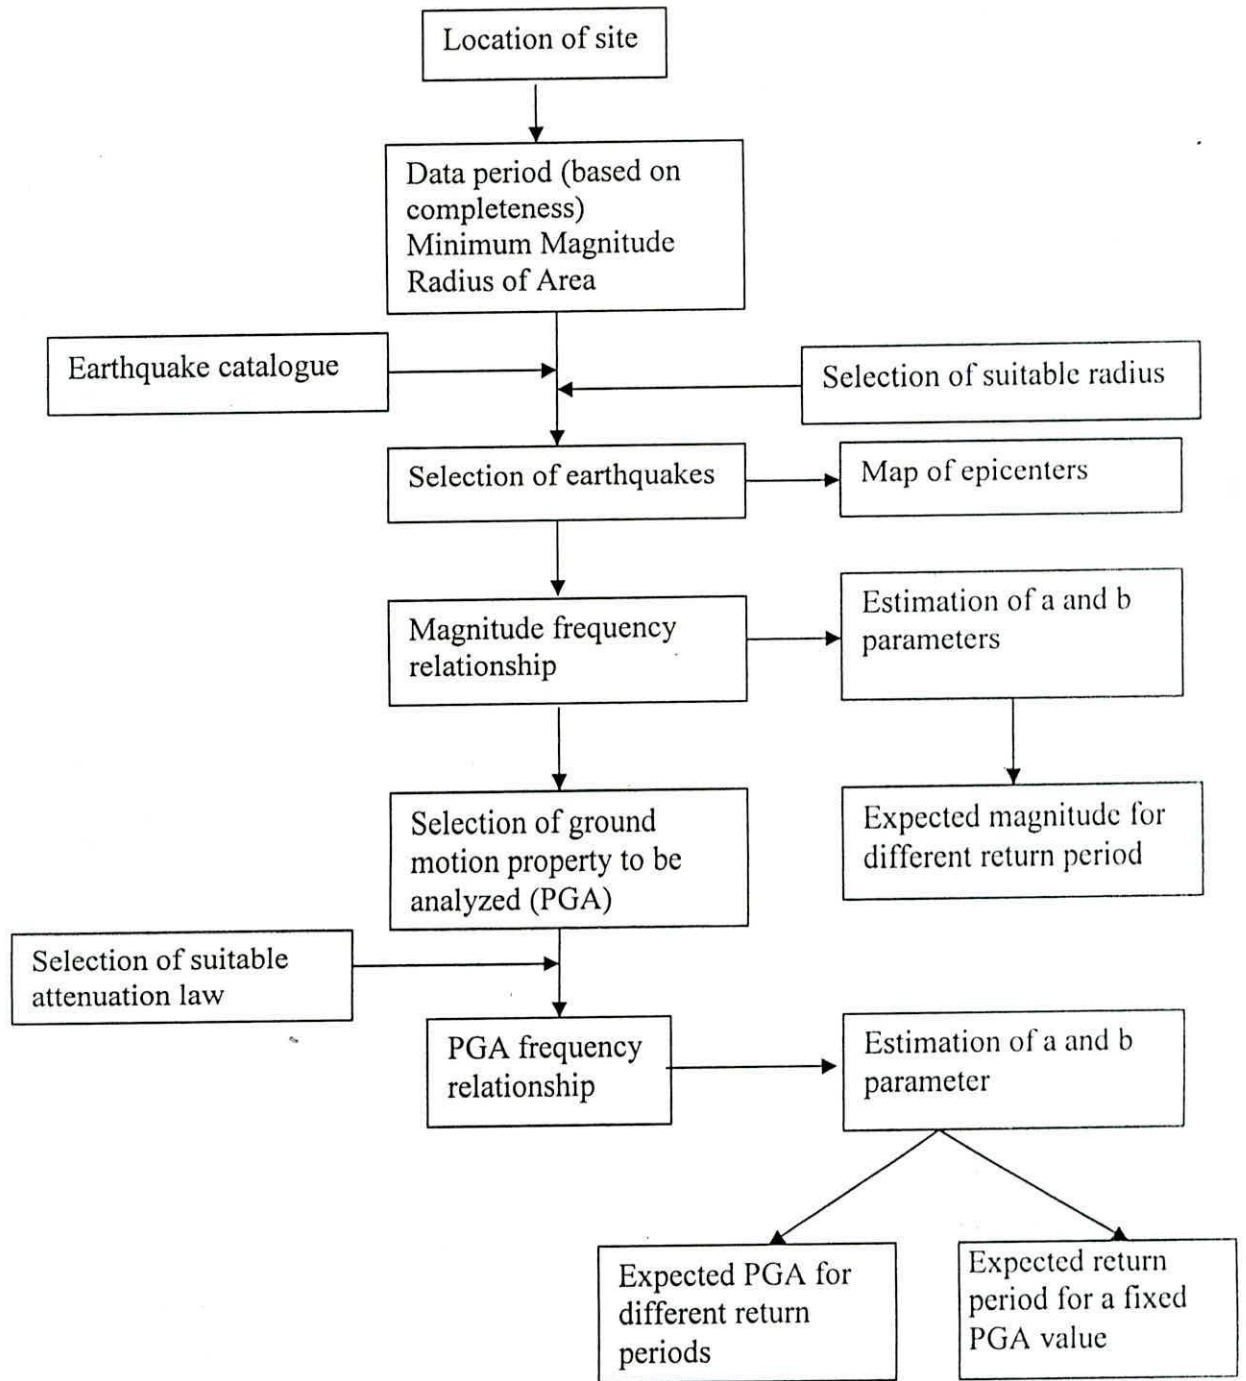 Location of site
Data period (based on
completeness)
Minimum Magnitude
Radius of Area
Earthquake catalogue
Selection of suitable radius
Selection of earthquakes
Map of epicenters
Magnitude frequency
relationship
Estimation of a and b
parameters
Selection of ground
motion property to be
analyzed (PGA)
Expected magnitude for
different return period
Selection of suitable
attenuation law
PGA frequency
relationship
Estimation of a and b
parameter
Expected PGA for
different return
periods
Expected return
period for a fixed
PGA value